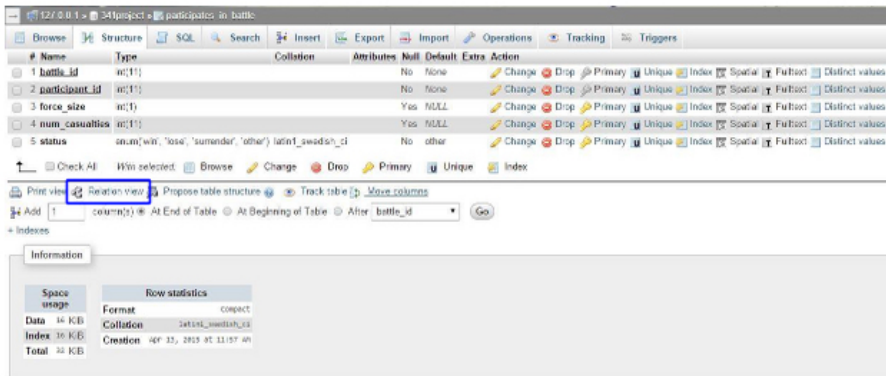 127.0.0.1 » 341project » participates_in_battle
Browse Structure SQL Search Insert Export Import Operations Tracking Triggers
# Name Type Collation Attributes Null Default Extra Action
1 battle_id int(11) No None Change Drop Primary Unique Index Spatial Fulltext Distinct values
2 participant_id int(11) No None Change Drop Primary Unique Index Spatial Fulltext Distinct values
3 force_size int(1) Yes NULL Change Drop Primary Unique Index Spatial Fulltext Distinct values
4 num_casualties int(11) Yes NULL Change Drop Primary Unique Index Spatial Fulltext Distinct values
5 status enum('win', 'lose', 'surrender', 'other') latin1_swedish_ci No other Change Drop Primary Unique Index Spatial Fulltext Distinct values
Check All With selected: Browse Change Drop Primary Unique Index
Print view Relation view Propose table structure Track table Move columns
Add 1 column(s) At End of Table At Beginning of Table After battle_id Go
+ Indexes
Information
Space usage
Data 16 KiB
Index 16 KiB
Total 32 KiB
Row statistics
Format compact
Collation latin1_swedish_ci
Creation Apr 13, 2015 at 11:57 AM